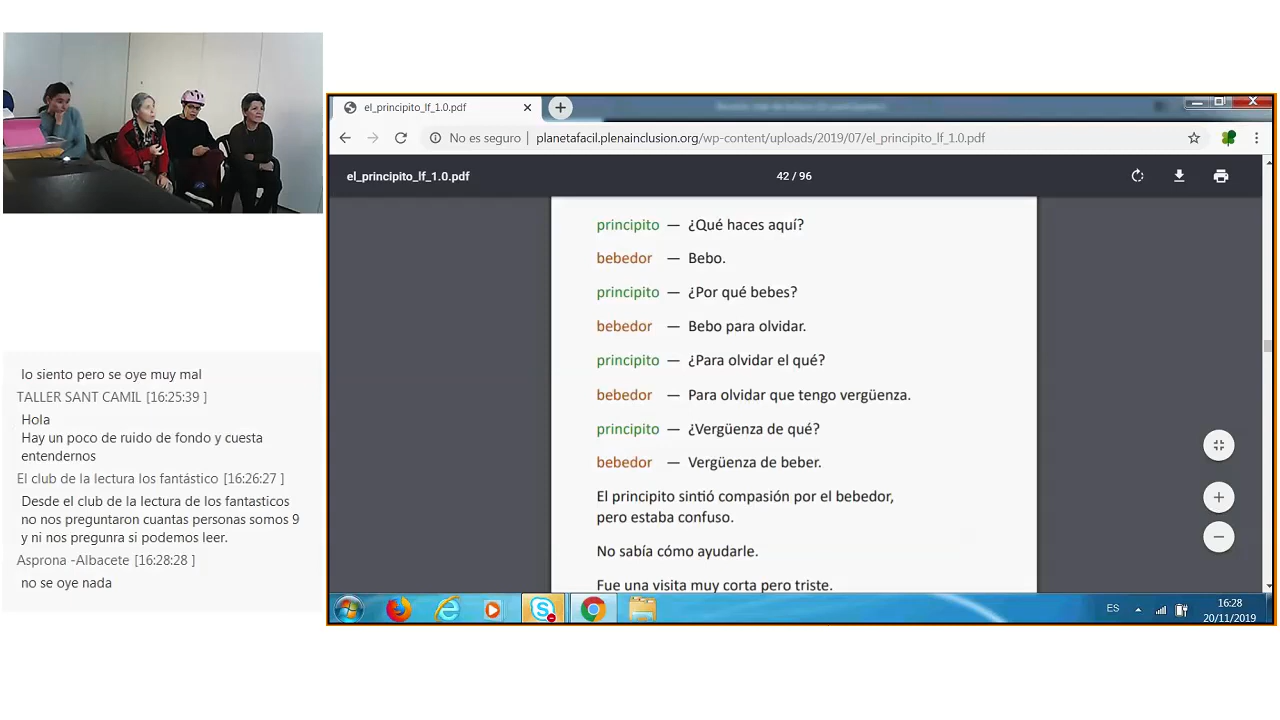 lo siento pero se oye muy mal
TALLER SANT CAMIL [16:25:39 ]
Hola
Hay un poco de ruido de fondo y cuesta
entendernos
El club de la lectura los fantástico [16:26:27 ]
Desde el club de la lectura de los fantasticos
no nos preguntaron cuantas personas somos 9
y ni nos pregunra si podemos leer.
Asprona -Albacete [16:28:28 ]
no se oye nada
el_principito_lf_1.0.pdf
No es seguro | planetafacil.plenainclusion.org/wp-content/uploads/2019/07/el_principito_lf_1.0.pdf
el_principito_lf_1.0.pdf 42 / 96
principito — ¿Qué haces aquí?
bebedor — Bebo.
principito — ¿Por qué bebes?
bebedor — Bebo para olvidar.
principito — ¿Para olvidar el qué?
bebedor — Para olvidar que tengo vergüenza.
principito — ¿Vergüenza de qué?
bebedor — Vergüenza de beber.
El principito sintió compasión por el bebedor,
pero estaba confuso.
No sabía cómo ayudarle.
Fue una visita muy corta pero triste.
ES 16:28
20/11/2019